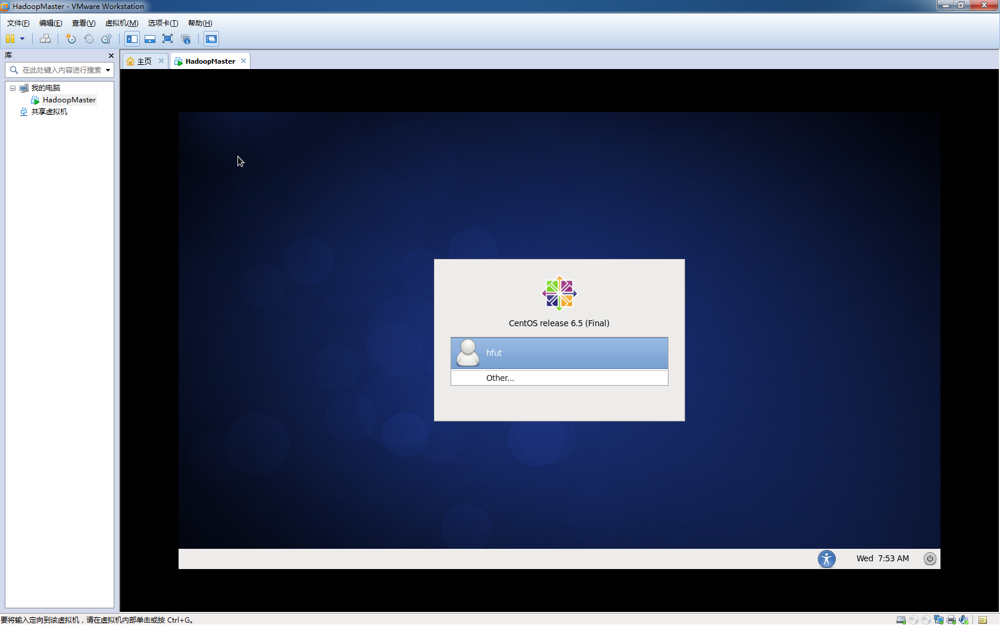 HadoopMaster - VMware Workstation
文件(F) 编辑(E) 查看(V) 虚拟机(M) 选项卡(T) 帮助(H)
库
在此处键入内容进行搜索
我的电脑
HadoopMaster
共享虚拟机
主页 HadoopMaster
CentOS release 6.5 (Final)
hfut
Other...
Wed 7:53 AM
要将输入定向到该虚拟机，请在虚拟机内部单击或按 Ctrl+G。